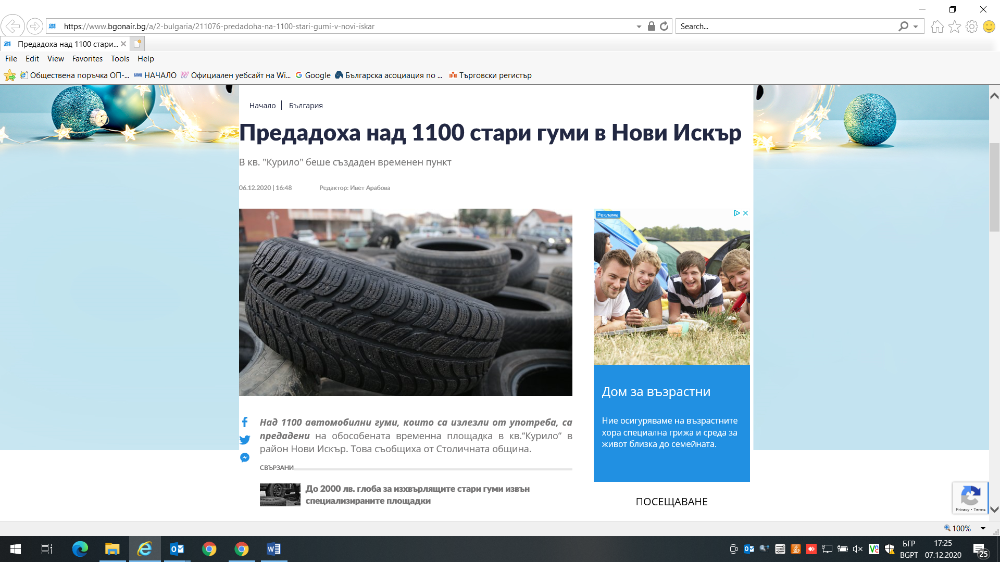 https://www.bgonair.bg/a/2-bulgaria/211076-predadoha-na-1100-stari-gumi-v-novi-iskar
Search...
Предадоха над 1100 стари...
File Edit View Favorites Tools Help
Обществена поръчка ОП-... НАЧАЛО Официален уебсайт на Wi... Google Българска асоциация по ... Търговски регистър
Начало | България
Предадоха над 1100 стари гуми в Нови Искър
В кв. "Курило" беше създаден временен пункт
06.12.2020 | 16:48 Редактор: Ивет Арабова
Реклама
Над 1100 автомобилни гуми, които са излезли от употреба, са
предадени на обособената временна площадка в кв.“Курило“ в
район Нови Искър. Това съобщиха от Столичната община.
СВЪРЗАНИ
До 2000 лв. глоба за изхвърлящите стари гуми извън
специализираните площадки
Дом за възрастни
Ние осигуряваме на възрастните
хора специална грижа и среда за
живот близка до семейната.
ПОСЕЩАВАНЕ
Privacy - Terms
100%
БГР
BGPT
17:25
07.12.2020
25